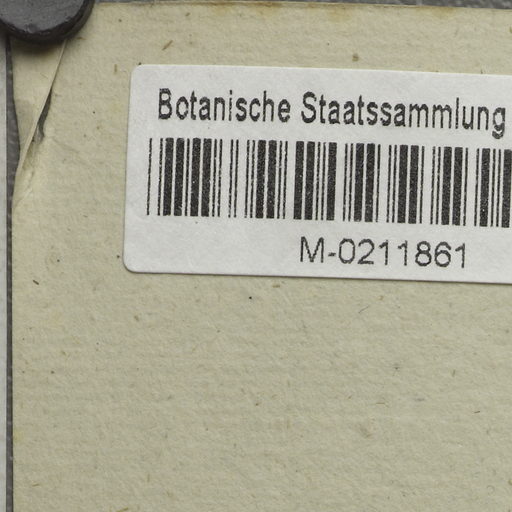 Botanische Staatssammlung
M-0211861